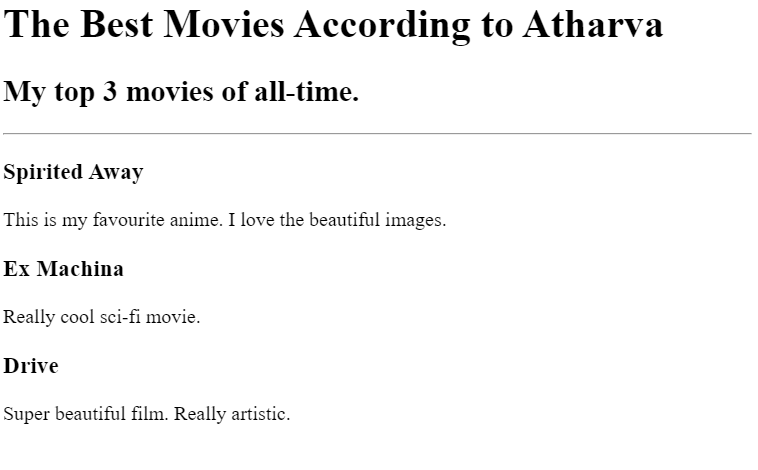 The Best Movies According to Atharva
My top 3 movies of all-time.
Spirited Away
This is my favourite anime. I love the beautiful images.
Ex Machina
Really cool sci-fi movie.
Drive
Super beautiful film. Really artistic.